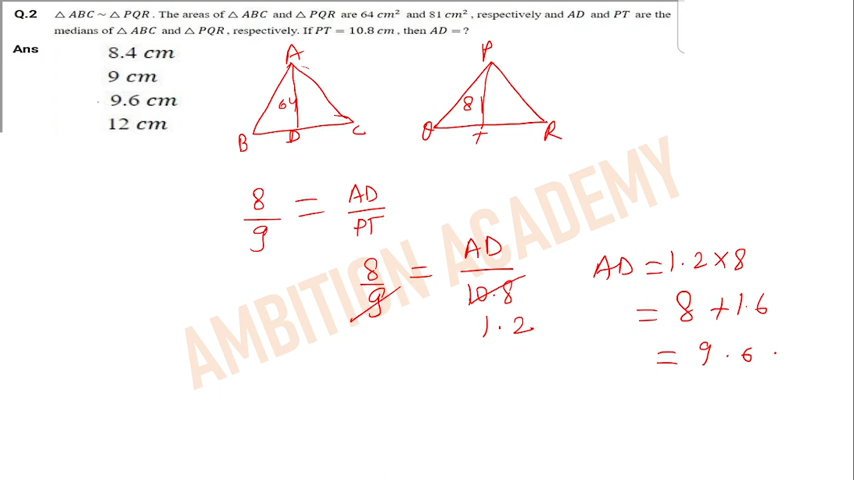 Q.2 △ ABC ~ △ PQR. The areas of △ ABC and △ PQR are 64 cm² and 81 cm², respectively and AD and PT are the
medians of △ ABC and △ PQR, respectively. If PT = 10.8 cm, then AD = ?
Ans 8.4 cm
9 cm
9.6 cm
12 cm
A
64
B D C
P
81
Q T R
8/9 = AD/PT
8/9 = AD/10.8
1.2
AD = 1.2 × 8
= 8 + 1.6
= 9.6.
AMBITION ACADEMY